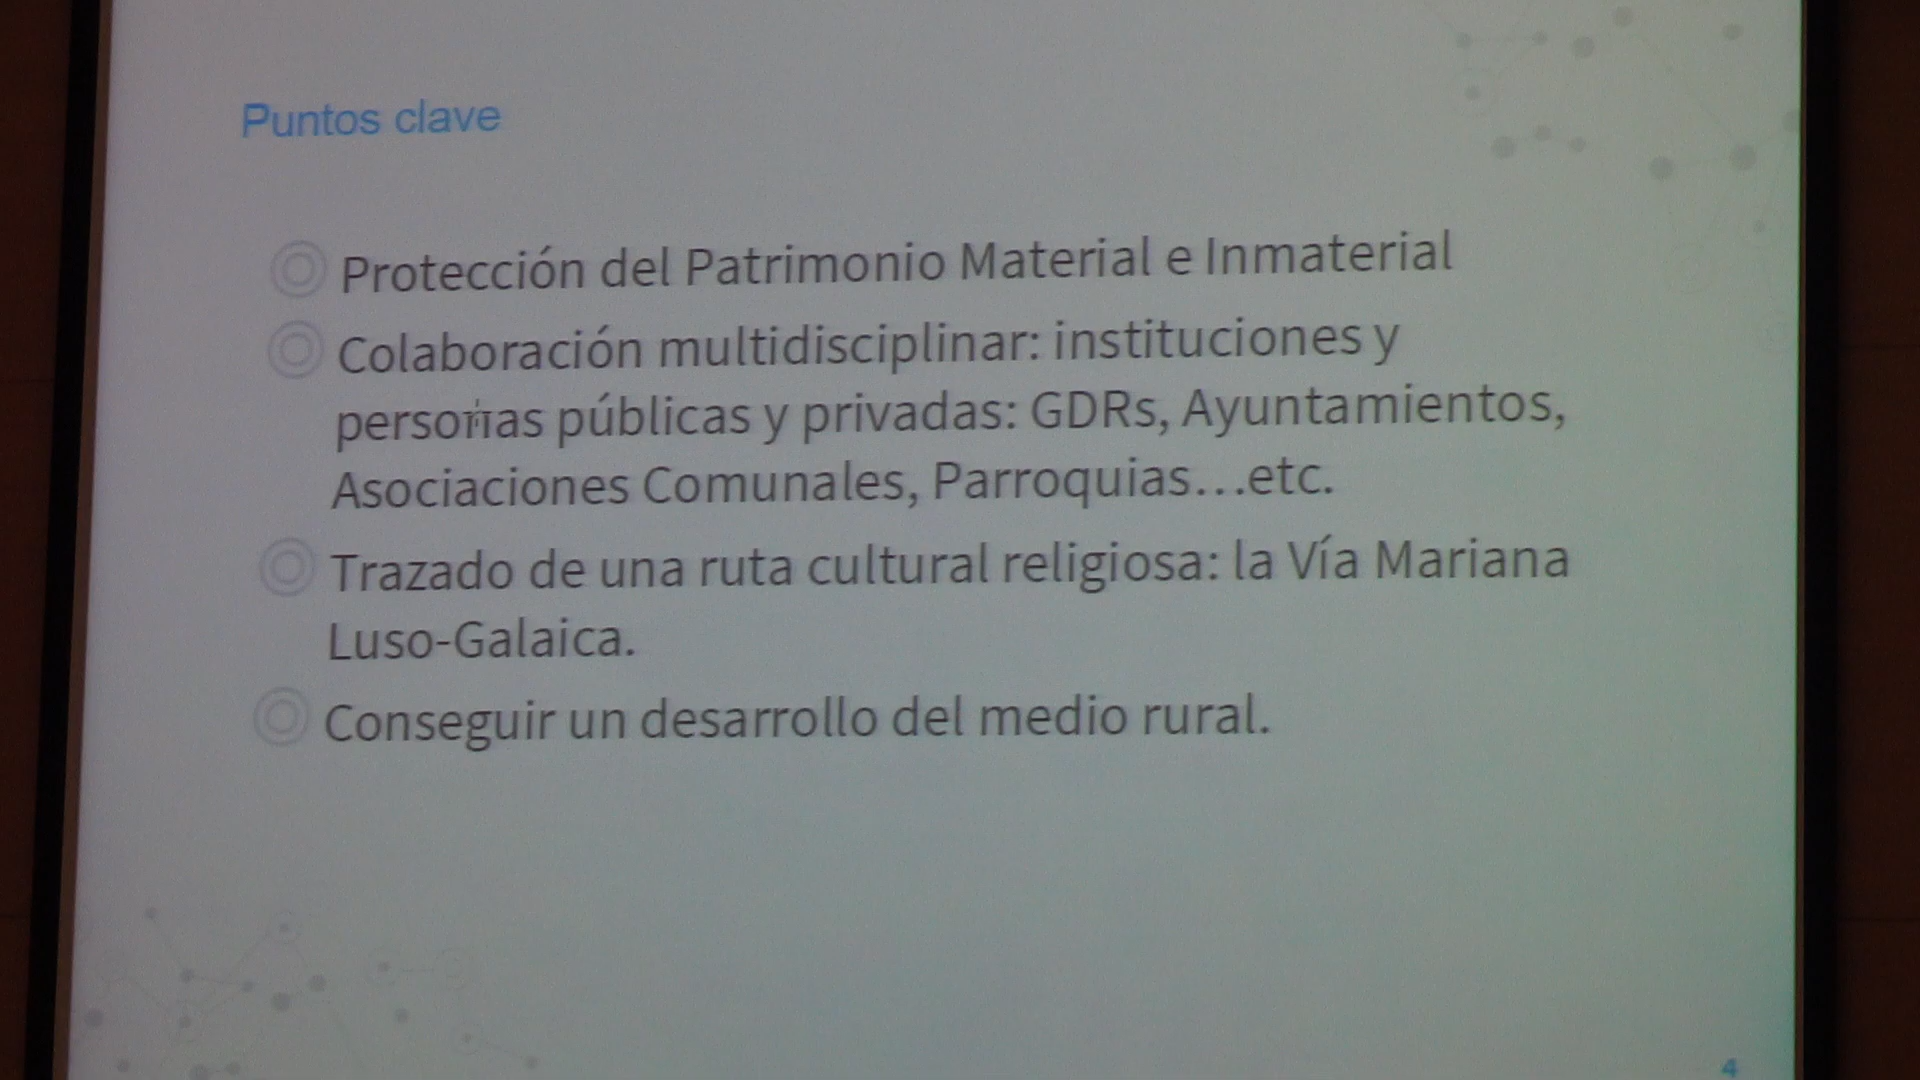 Puntos clave
Protección del Patrimonio Material e Inmaterial
Colaboración multidisciplinar: instituciones y
personas públicas y privadas: GDRs, Ayuntamientos,
Asociaciones Comunales, Parroquias...etc.
Trazado de una ruta cultural religiosa: la Vía Mariana
Luso-Galaica.
Conseguir un desarrollo del medio rural.
4